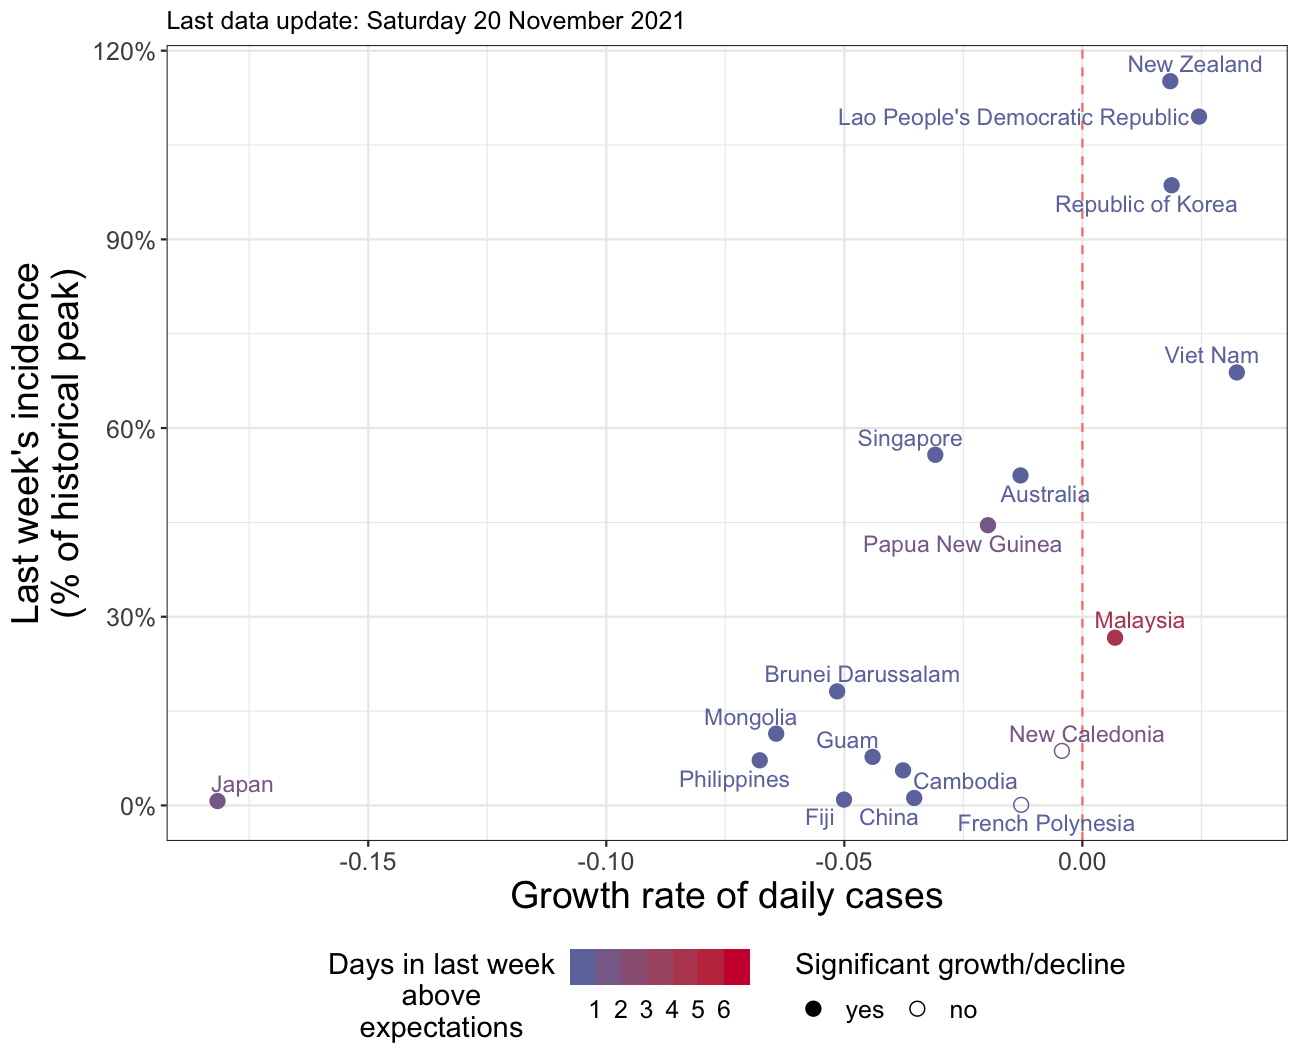 Last data update: Saturday 20 November 2021
120%
90%
60%
30%
0%
Last week's incidence
(% of historical peak)
New Zealand
Lao People's Democratic Republic
Republic of Korea
Viet Nam
Singapore
Australia
Papua New Guinea
Malaysia
Brunei Darussalam
Mongolia
Guam
New Caledonia
Philippines
Japan
Cambodia
Fiji
China
French Polynesia
-0.15
-0.10
-0.05
0.00
Growth rate of daily cases
Days in last week
above
expectations
1 2 3 4 5 6
Significant growth/decline
yes
no